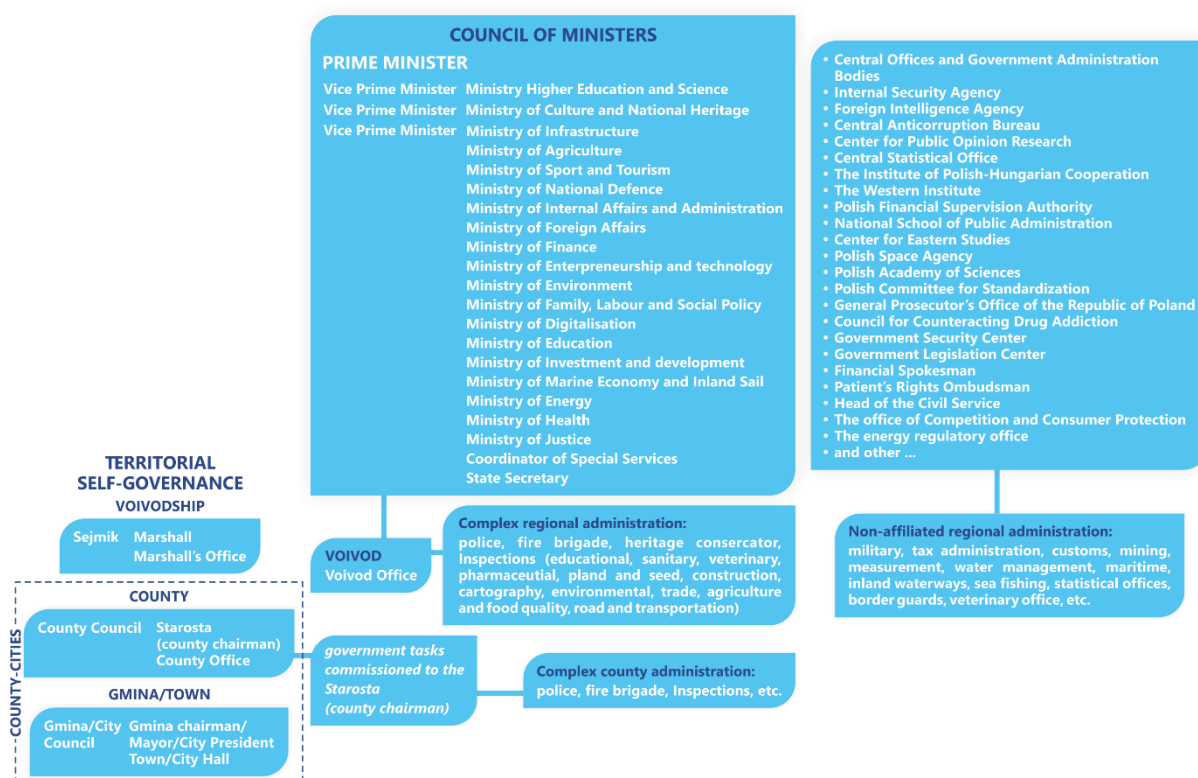 COUNCIL OF MINISTERS
PRIME MINISTER
Vice Prime Minister Ministry Higher Education and Science
Vice Prime Minister Ministry of Culture and National Heritage
Vice Prime Minister Ministry of Infrastructure
Ministry of Agriculture
Ministry of Sport and Tourism
Ministry of National Defence
Ministry of Internal Affairs and Administration
Ministry of Foreign Affairs
Ministry of Finance
Ministry of Enterpreneurship and technology
Ministry of Environment
Ministry of Family, Labour and Social Policy
Ministry of Digitalisation
Ministry of Education
Ministry of Investment and development
Ministry of Marine Economy and Inland Sail
Ministry of Energy
Ministry of Health
Ministry of Justice
Coordinator of Special Services
State Secretary
• Central Offices and Government Administration
Bodies
• Internal Security Agency
• Foreign Intelligence Agency
• Central Anticorruption Bureau
• Center for Public Opinion Research
• Central Statistical Office
• The Institute of Polish-Hungarian Cooperation
• The Western Institute
• Polish Financial Supervision Authority
• National School of Public Administration
• Center for Eastern Studies
• Polish Space Agency
• Polish Academy of Sciences
• Polish Committee for Standardization
• General Prosecutor's Office of the Republic of Poland
• Council for Counteracting Drug Addiction
• Government Security Center
• Government Legislation Center
• Financial Spokesman
• Patient's Rights Ombudsman
• Head of the Civil Service
• The office of Competition and Consumer Protection
• The energy regulatory office
• and other ...
TERRITORIAL
SELF-GOVERNANCE
VOIVODSHIP
Sejmik Marshall
Marshall's Office
VOIVOD
Voivod Office
Complex regional administration:
police, fire brigade, heritage consercator,
Inspections (educational, sanitary, veterinary,
pharmaceutial, pland and seed, construction,
cartography, environmental, trade, agriculture
and food quality, road and transportation)
Non-affiliated regional administration:
military, tax administration, customs, mining,
measurement, water management, maritime,
inland waterways, sea fishing, statistical offices,
border guards, veterinary office, etc.
COUNTY-CITIES
COUNTY
County Council Starosta
(county chairman)
County Office
government tasks
commissioned to the
Starosta
(county chairman)
Complex county administration:
police, fire brigade, Inspections, etc.
GMINA/TOWN
Gmina/City Gmina chairman/
Council Mayor/City President
Town/City Hall